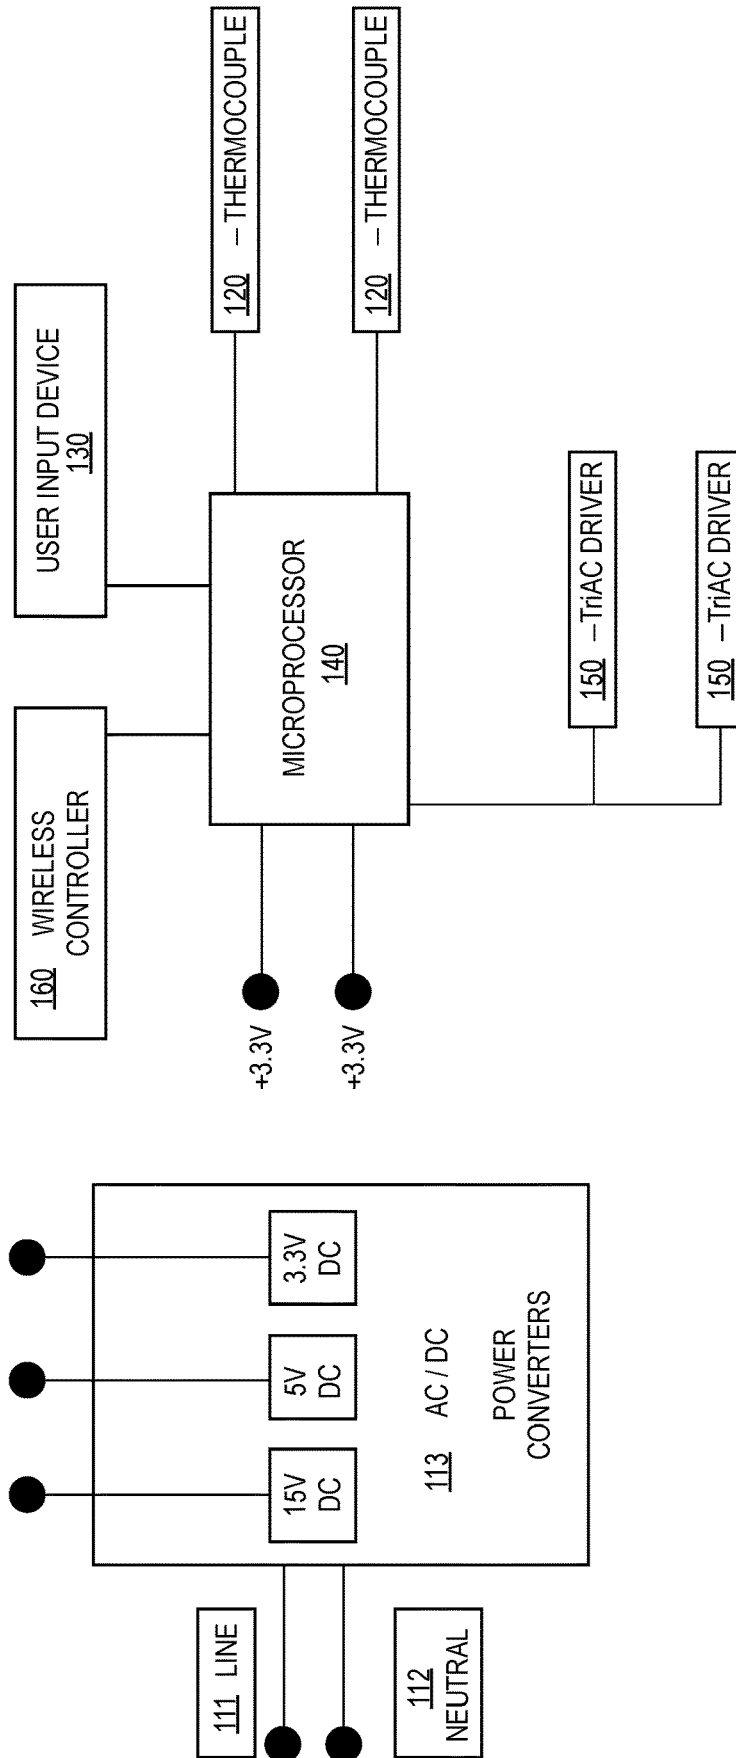 111 LINE
112
NEUTRAL
15V
DC
5V
DC
3.3V
DC
113 AC / DC
POWER
CONVERTERS
160 WIRELESS
CONTROLLER
USER INPUT DEVICE
130
+3.3V
+3.3V
MICROPROCESSOR
140
120 – THERMOCOUPLE
120 – THERMOCOUPLE
150 – TriAC DRIVER
150 – TriAC DRIVER